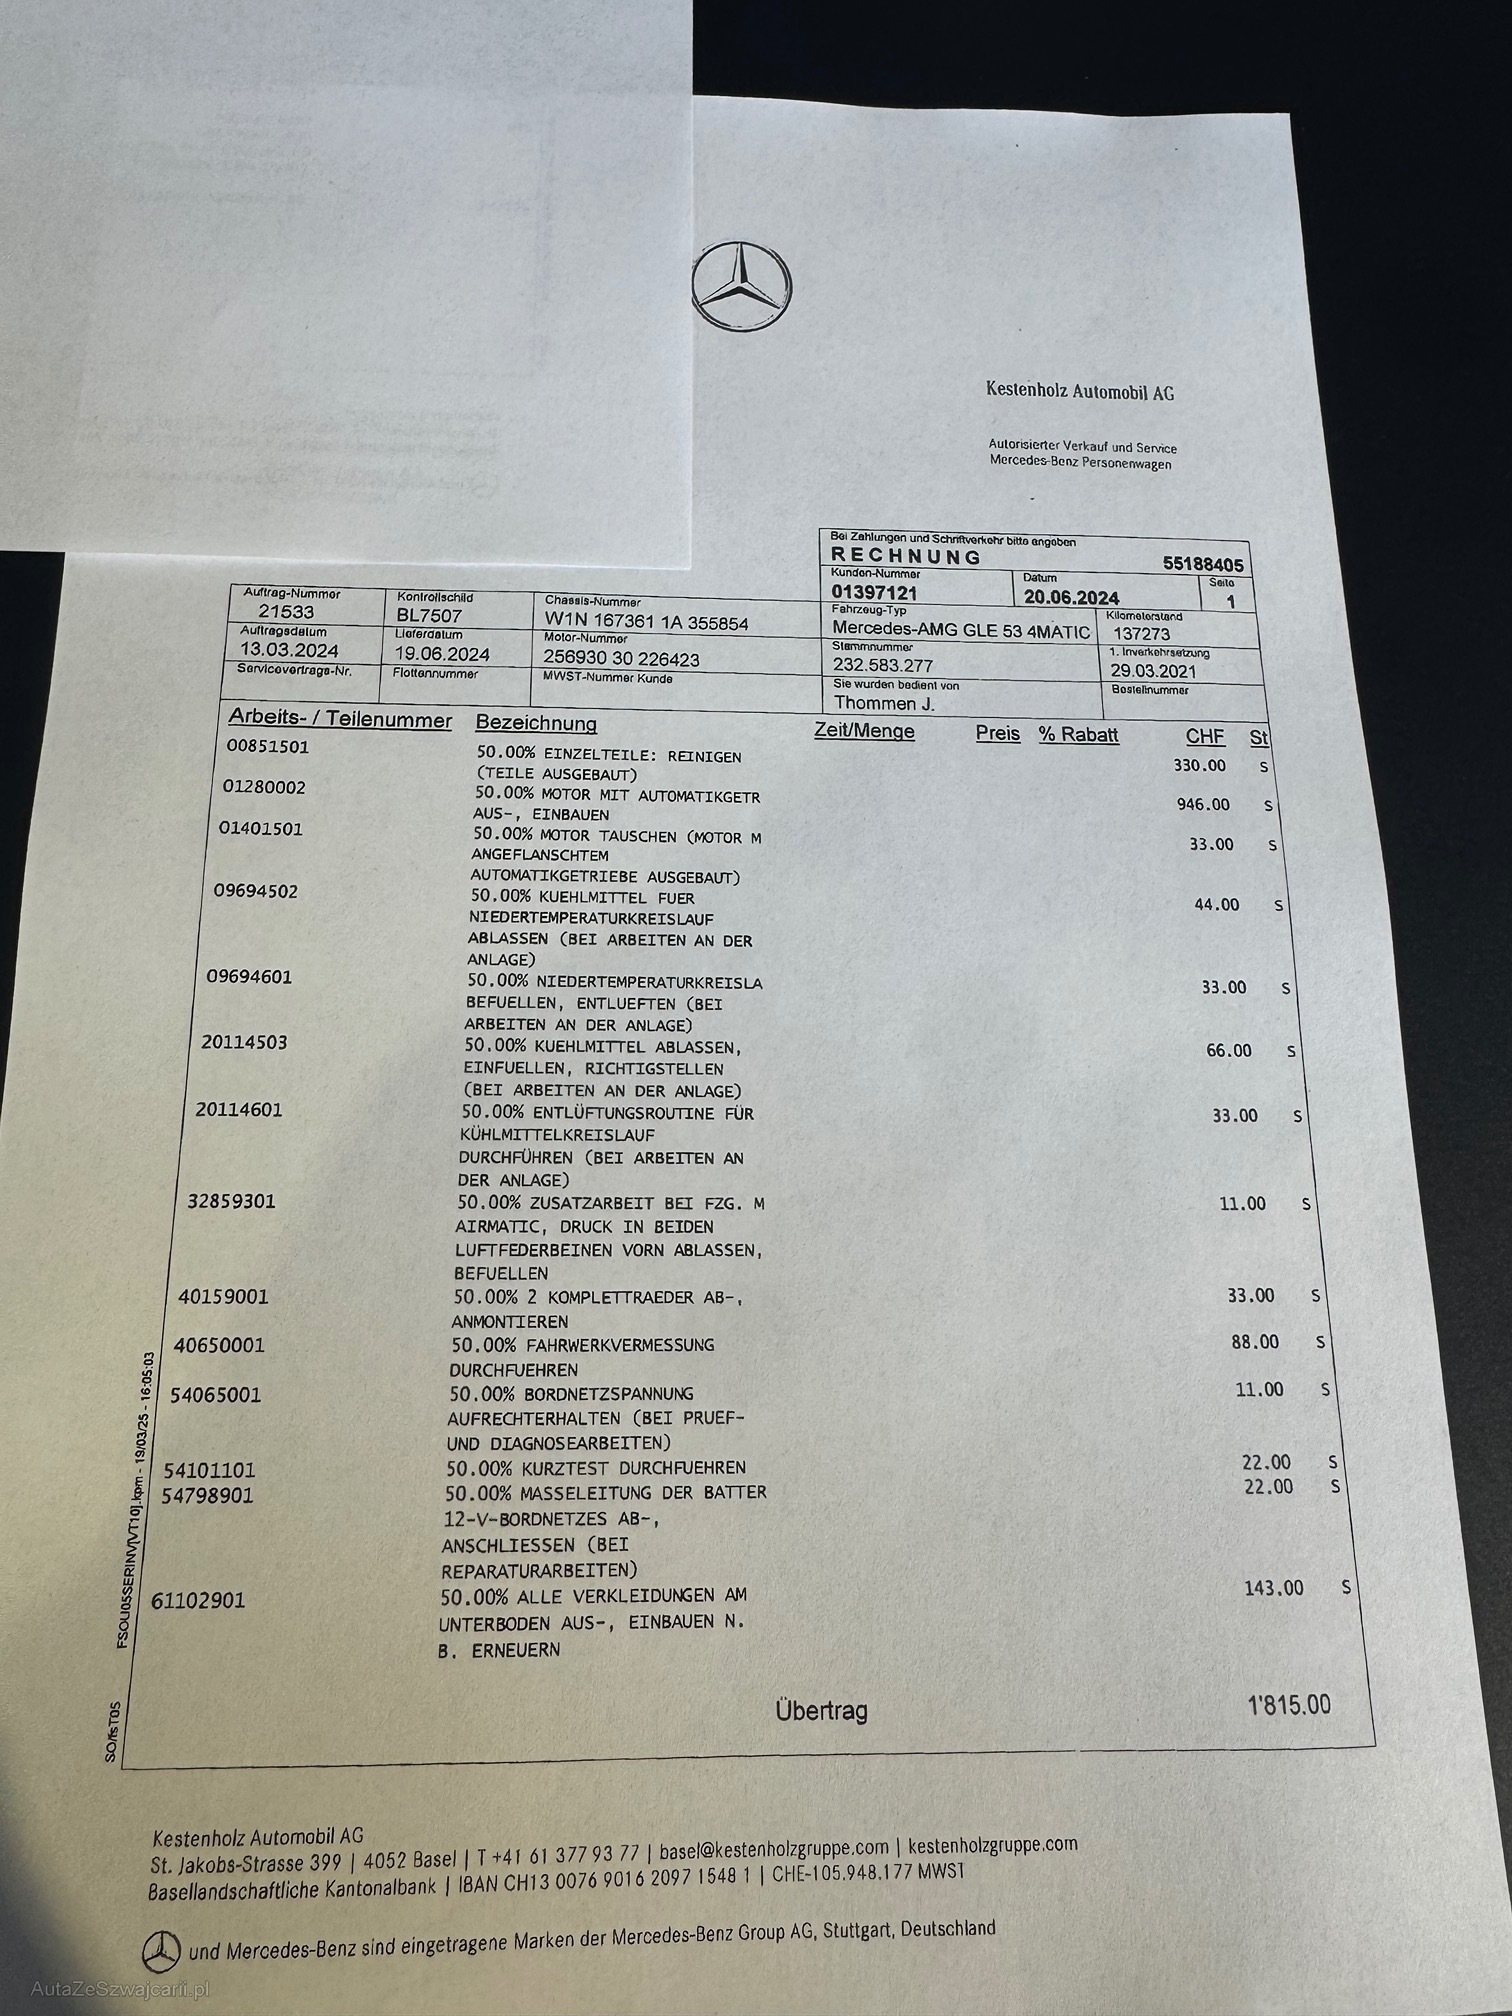 Kestenholz Automobil AG
Autorisierter Verkauf und Service
Mercedes-Benz Personenwagen
Bei Zahlungen und Schriftverkehr bitte angeben
RECHNUNG 55188405
Kunden-Nummer Datum Seite
01397121 20.06.2024 1
Auftrag-Nummer Kontrollschild Chassis-Nummer Fahrzeug-Typ Kilometerstand
21533 BL7507 W1N 167361 1A 355854 Mercedes-AMG GLE 53 4MATIC 137273
Auftragsdatum Lieferdatum Motor-Nummer Stammnummer 1. Inverkehrsetzung
13.03.2024 19.06.2024 256930 30 226423 232.583.277 29.03.2021
Servicevertrags-Nr. Flottennummer MWST-Nummer Kunde Sie wurden bedient von Bestellnummer
Thommen J.
Arbeits- / Teilenummer Bezeichnung Zeit/Menge Preis % Rabatt CHF St
00851501 50.00% EINZELTEILE: REINIGEN 330.00 S
(TEILE AUSGEBAUT)
01280002 50.00% MOTOR MIT AUTOMATIKGETR 946.00 S
AUS-, EINBAUEN
01401501 50.00% MOTOR TAUSCHEN (MOTOR M 33.00 S
ANGEFLANSCHTEM
AUTOMATIKGETRIEBE AUSGEBAUT)
09694502 50.00% KUEHLMITTEL FUER 44.00 S
NIEDERTEMPERATURKREISLAUF
ABLASSEN (BEI ARBEITEN AN DER
ANLAGE)
09694601 50.00% NIEDERTEMPERATURKREISLA 33.00 S
BEFUELLEN, ENTLUEFTEN (BEI
ARBEITEN AN DER ANLAGE)
20114503 50.00% KUEHLMITTEL ABLASSEN, 66.00 S
EINFUELLEN, RICHTIGSTELLEN
(BEI ARBEITEN AN DER ANLAGE)
20114601 50.00% ENTLÜFTUNGSROUTINE FÜR 33.00 S
KÜHLMITTELKREISLAUF
DURCHFÜHREN (BEI ARBEITEN AN
DER ANLAGE)
32859301 50.00% ZUSATZARBEIT BEI FZG. M 11.00 S
AIRMATIC, DRUCK IN BEIDEN
LUFTFEDERBEINEN VORN ABLASSEN,
BEFUELLEN
40159001 50.00% 2 KOMPLETTRAEDER AB-, 33.00 S
ANMONTIEREN
40650001 50.00% FAHRWERKVERMESSUNG 88.00 S
DURCHFUEHREN
54065001 50.00% BORDNETZSPANNUNG 11.00 S
AUFRECHTERHALTEN (BEI PRUEF-
UND DIAGNOSEARBEITEN)
54101101 50.00% KURZTEST DURCHFUEHREN 22.00 S
54798901 50.00% MASSELEITUNG DER BATTER 22.00 S
12-V-BORDNETZES AB-,
ANSCHLIESSEN (BEI
REPARATURARBEITEN)
61102901 50.00% ALLE VERKLEIDUNGEN AM 143.00 S
UNTERBODEN AUS-, EINBAUEN N.
B. ERNEUERN
Übertrag 1'815.00
SO/fsT05 FSOU05SERINV[VT10].kpm - 19/03/25 - 16:05:03
Kestenholz Automobil AG
St. Jakobs-Strasse 399 | 4052 Basel | T +41 61 377 93 77 | basel@kestenholzgruppe.com | kestenholzgruppe.com
Basellandschaftliche Kantonalbank | IBAN CH13 0076 9016 2097 1548 1 | CHE-105.948.177 MWST
und Mercedes-Benz sind eingetragene Marken der Mercedes-Benz Group AG, Stuttgart, Deutschland
AutaZeSzwajcarii.pl